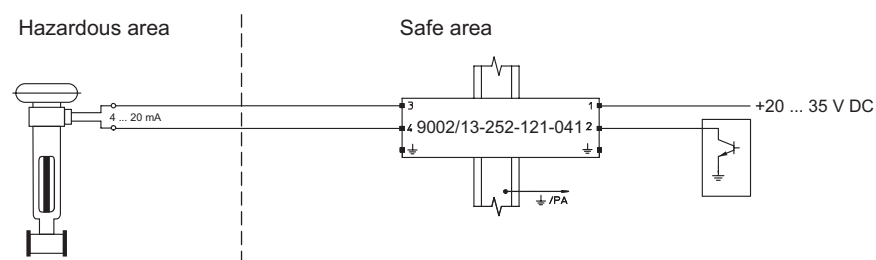 Hazardous area
Safe area
4 ... 20 mA
3
1
+20 ... 35 V DC
4
9002/13-252-121-041
2
/PA